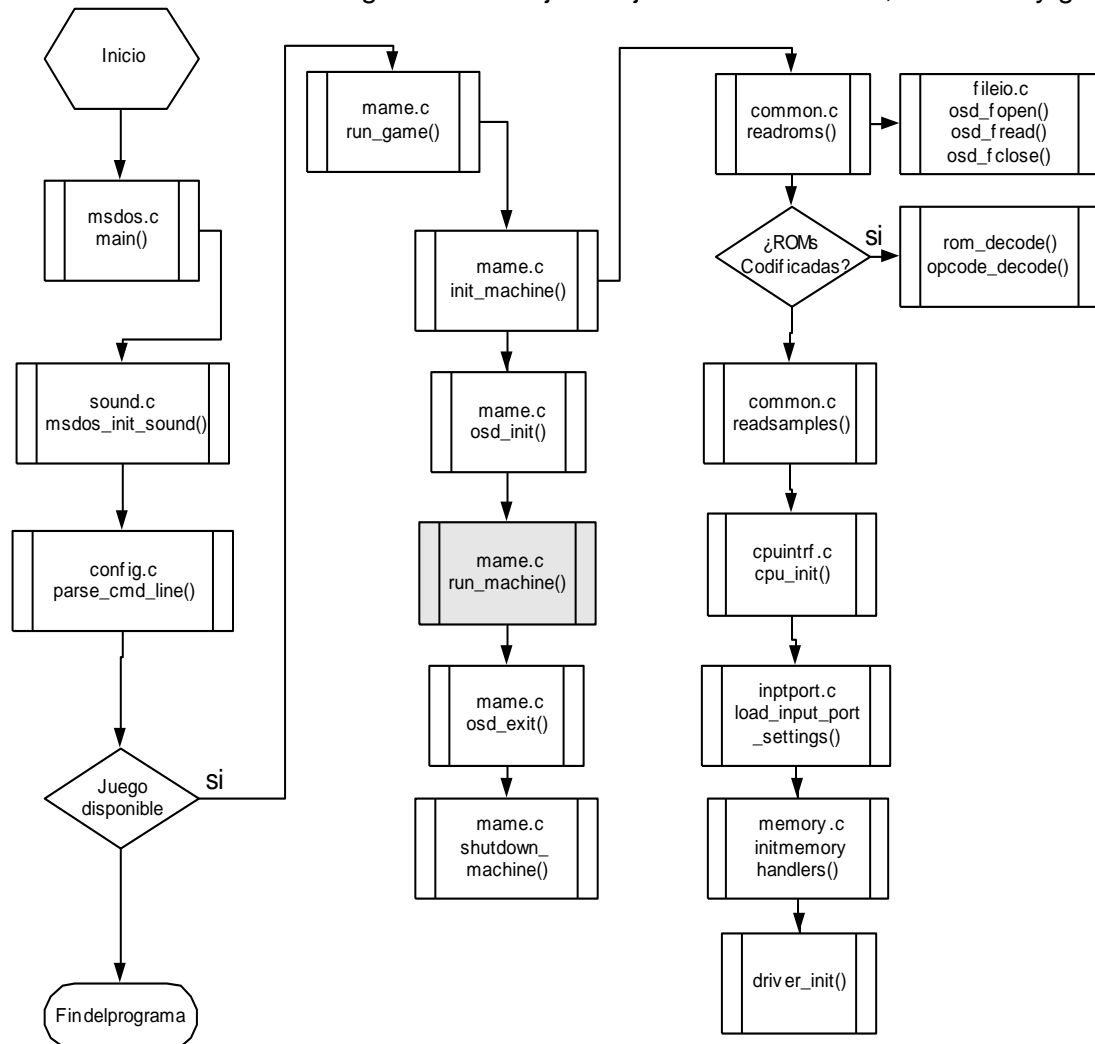 Inicio
msdos.c
main()
sound.c
msdos_init_sound()
config.c
parse_cmd_line()
Juego
disponible
si
Findelprograma
mame.c
run_game()
mame.c
init_machine()
mame.c
osd_init()
mame.c
run_machine()
mame.c
osd_exit()
mame.c
shutdown_
machine()
common.c
readroms()
fileio.c
osd_fopen()
osd_fread()
osd_fclose()
¿ROMs
Codificadas?
si
rom_decode()
opcode_decode()
common.c
readsamples()
cpuintrf.c
cpu_init()
inptport.c
load_input_port
_settings()
memory.c
initmemory
handlers()
driver_init()